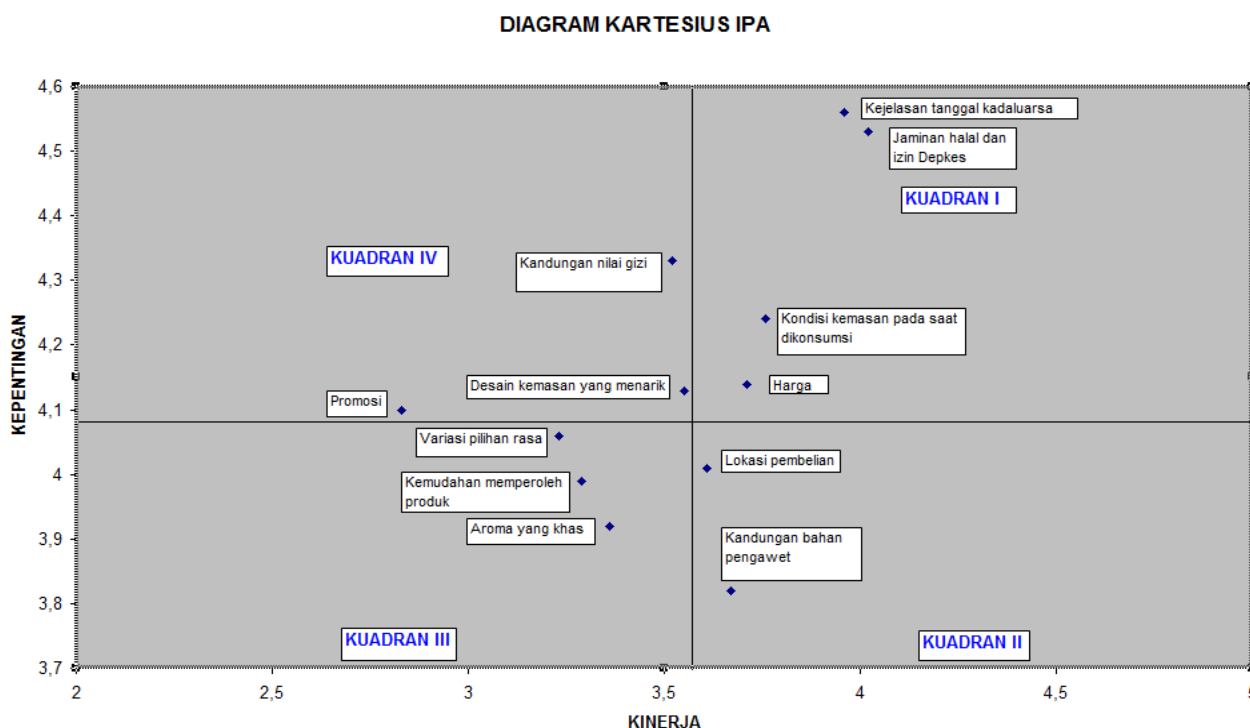 DIAGRAM KARTESIUS IPA
4,6
4,5
4,4
4,3
4,2
4,1
4
3,9
3,8
3,7
KEPENTINGAN
Kejelasan tanggal kadaluarsa
Jaminan halal dan
izin Depkes
KUADRAN I
KUADRAN IV
Kandungan nilai gizi
Kondisi kemasan pada saat
dikonsumsi
Desain kemasan yang menarik
Harga
Promosi
Variasi pilihan rasa
Lokasi pembelian
Kemudahan memperoleh
produk
Aroma yang khas
Kandungan bahan
pengawet
KUADRAN III
KUADRAN II
2
2,5
3
3,5
4
4,5
5
KINERJA